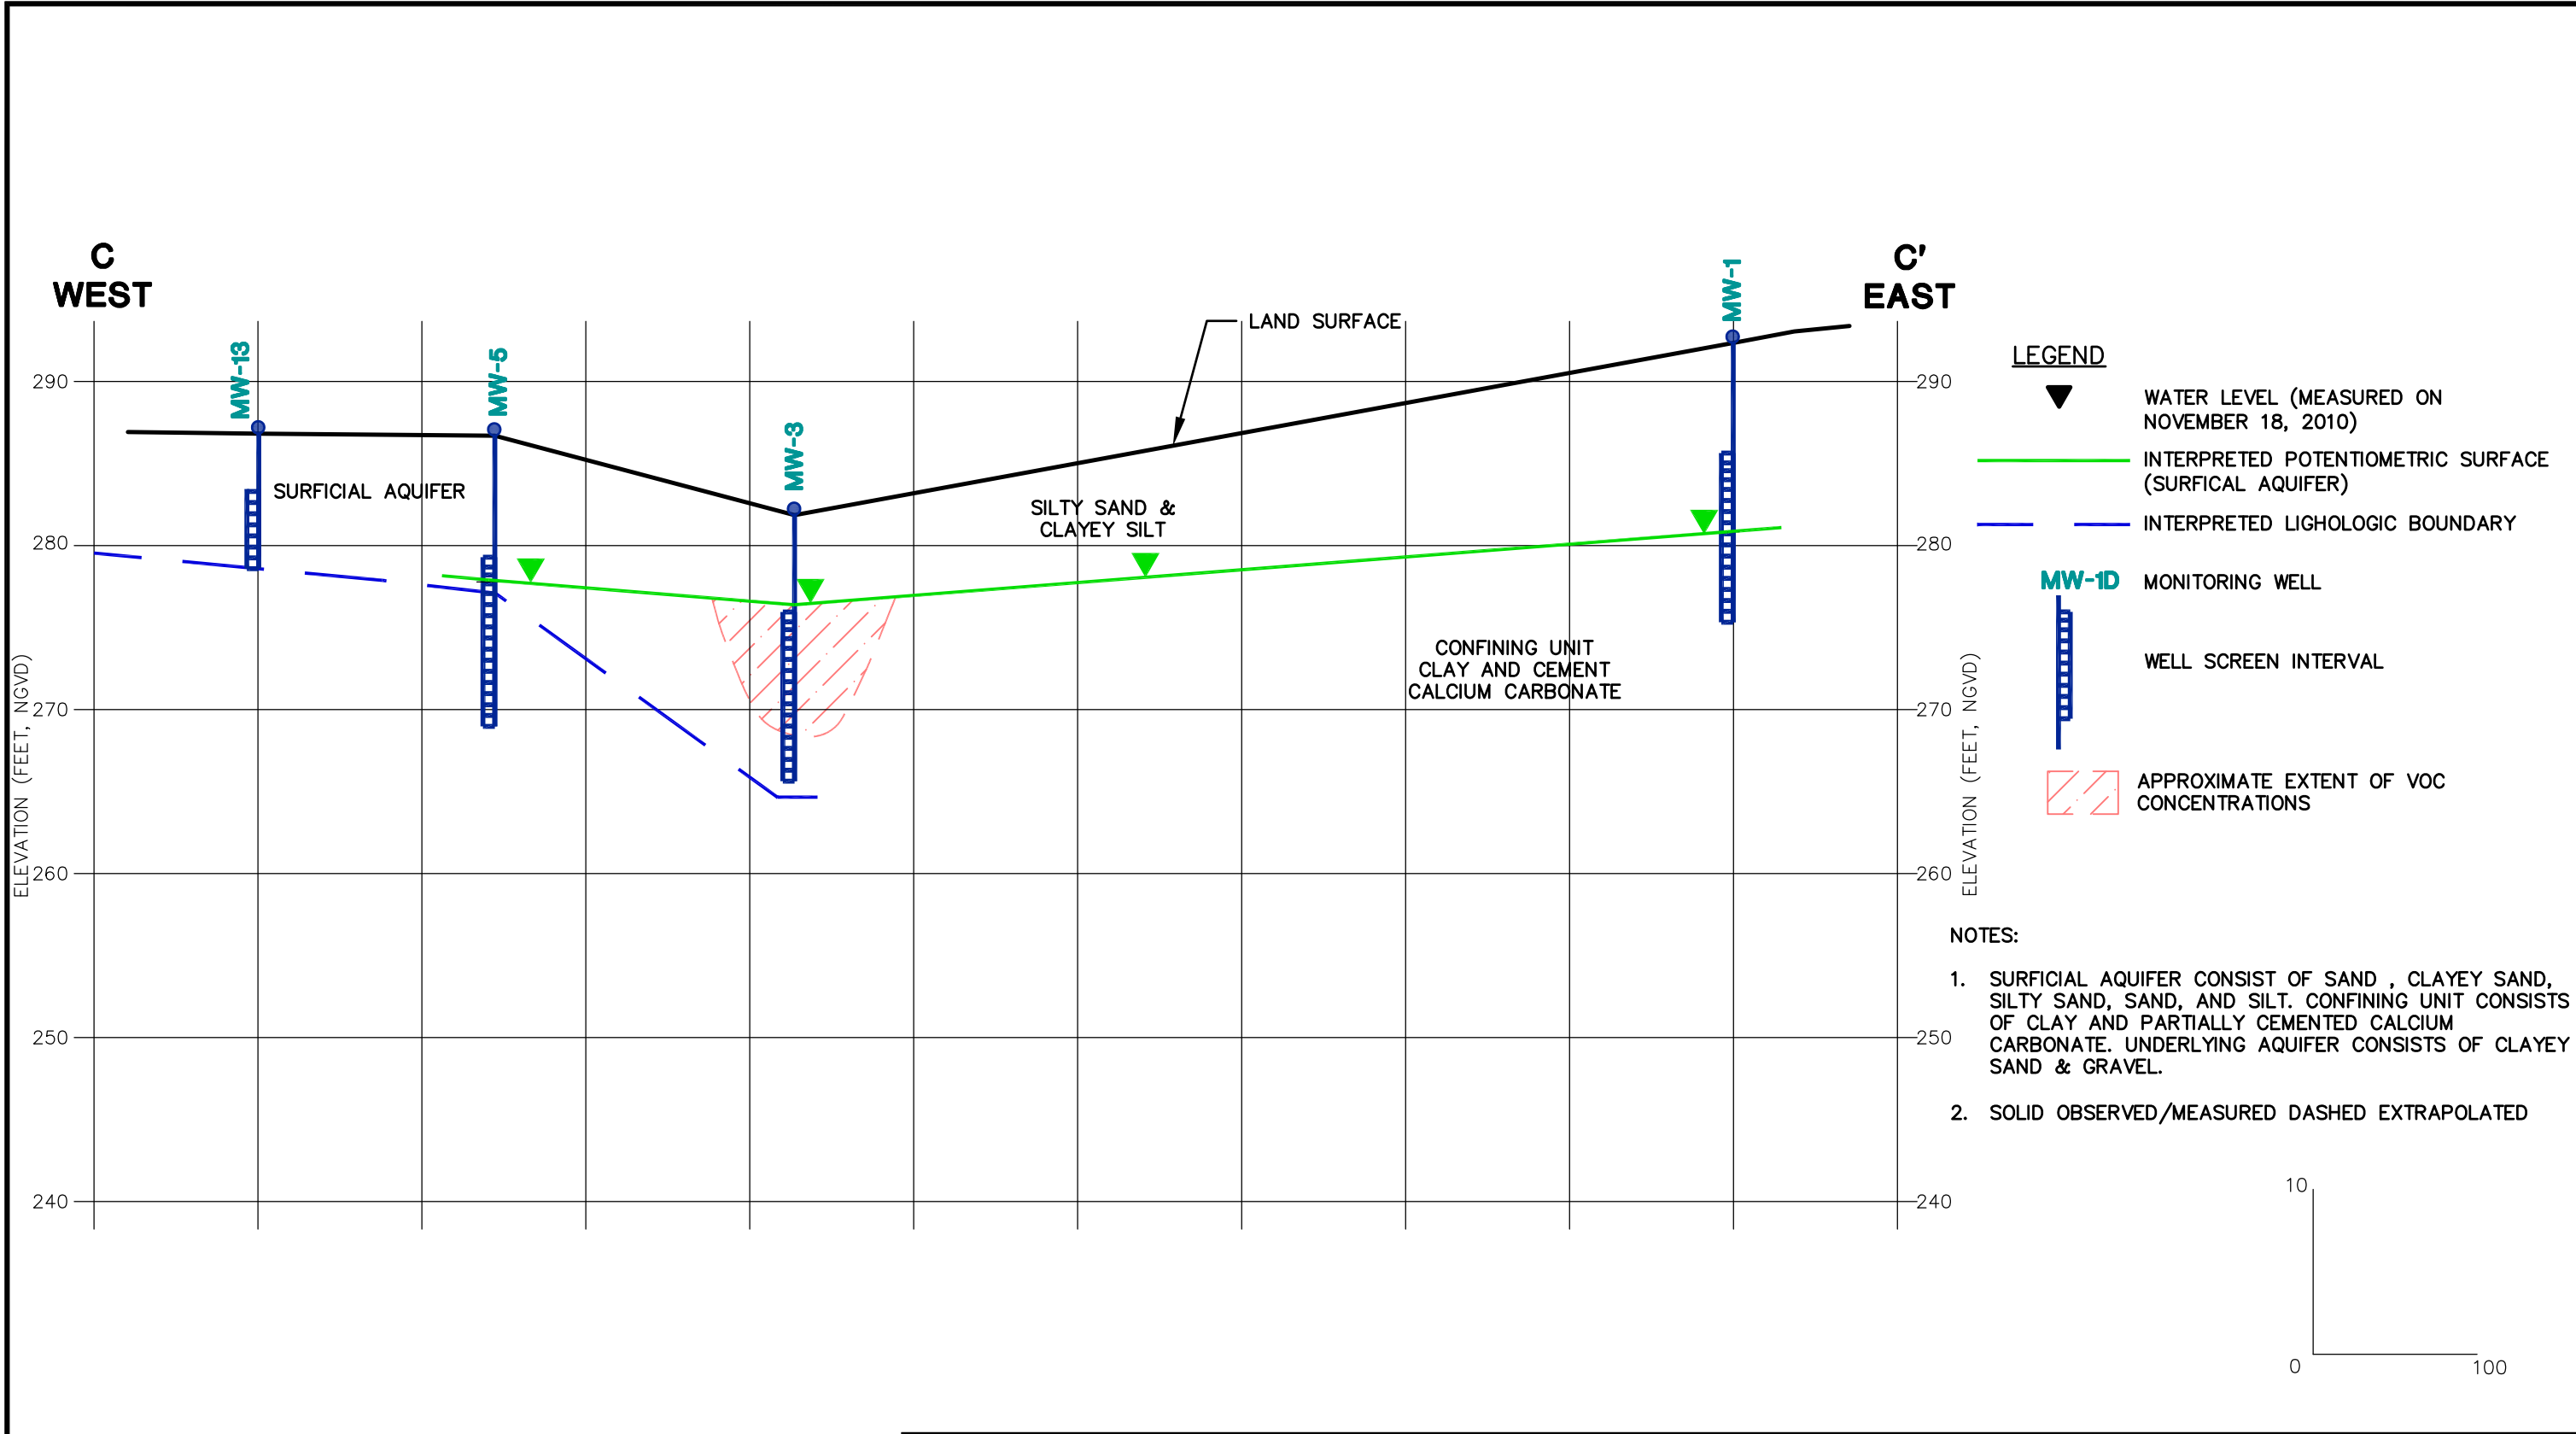 C
WEST
C'
EAST
MW-13
MW-5
MW-3
MW-1
LAND SURFACE
SURFICIAL AQUIFER
SILTY SAND &
CLAYEY SILT
CONFINING UNIT
CLAY AND CEMENT
CALCIUM CARBONATE
290
280
270
260
250
240
ELEVATION (FEET, NGVD)
290
280
270
260
250
240
ELEVATION (FEET, NGVD)
LEGEND
WATER LEVEL (MEASURED ON
NOVEMBER 18, 2010)
INTERPRETED POTENTIOMETRIC SURFACE
(SURFICAL AQUIFER)
INTERPRETED LIGHOLOGIC BOUNDARY
MW-1D MONITORING WELL
WELL SCREEN INTERVAL
APPROXIMATE EXTENT OF VOC
CONCENTRATIONS
NOTES:
1. SURFICIAL AQUIFER CONSIST OF SAND , CLAYEY SAND,
SILTY SAND, SAND, AND SILT. CONFINING UNIT CONSISTS
OF CLAY AND PARTIALLY CEMENTED CALCIUM
CARBONATE. UNDERLYING AQUIFER CONSISTS OF CLAYEY
SAND & GRAVEL.
2. SOLID OBSERVED/MEASURED DASHED EXTRAPOLATED
10
0
100